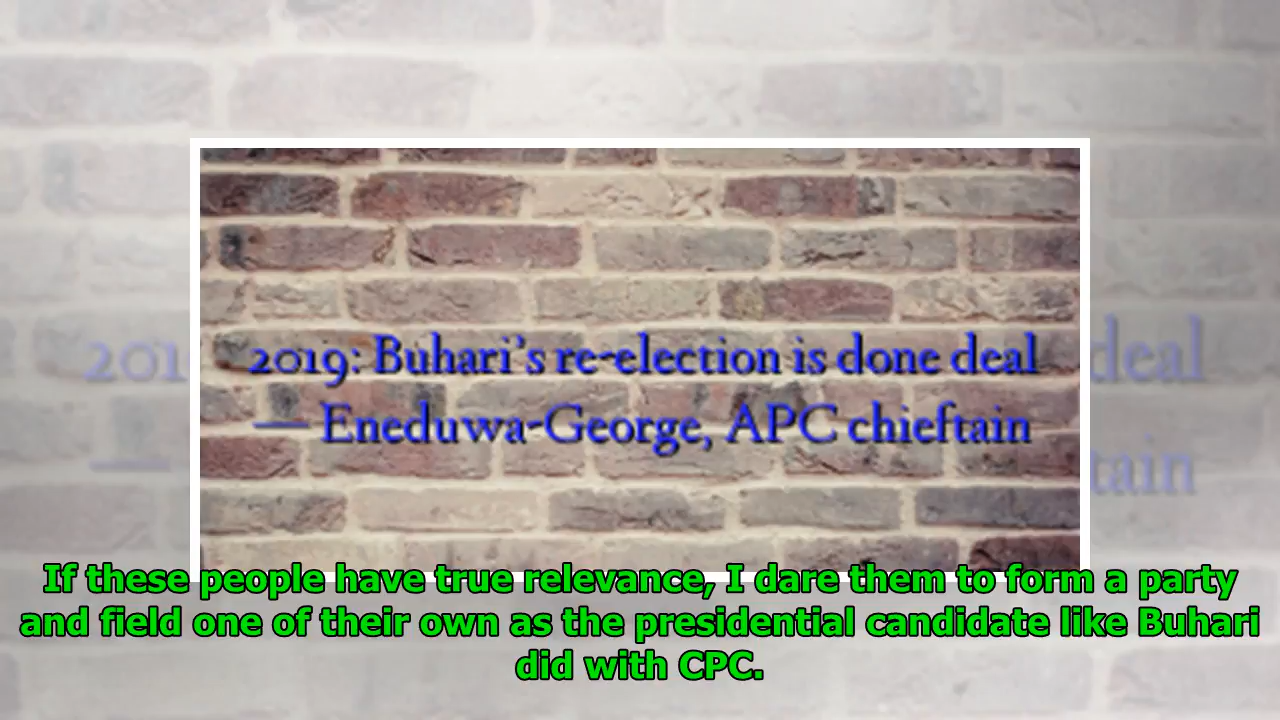 2019: Buhari's re-election is done deal
— Eneduwa-George, APC chieftain
If these people have true relevance, I dare them to form a party
and field one of their own as the presidential candidate like Buhari
did with CPC.